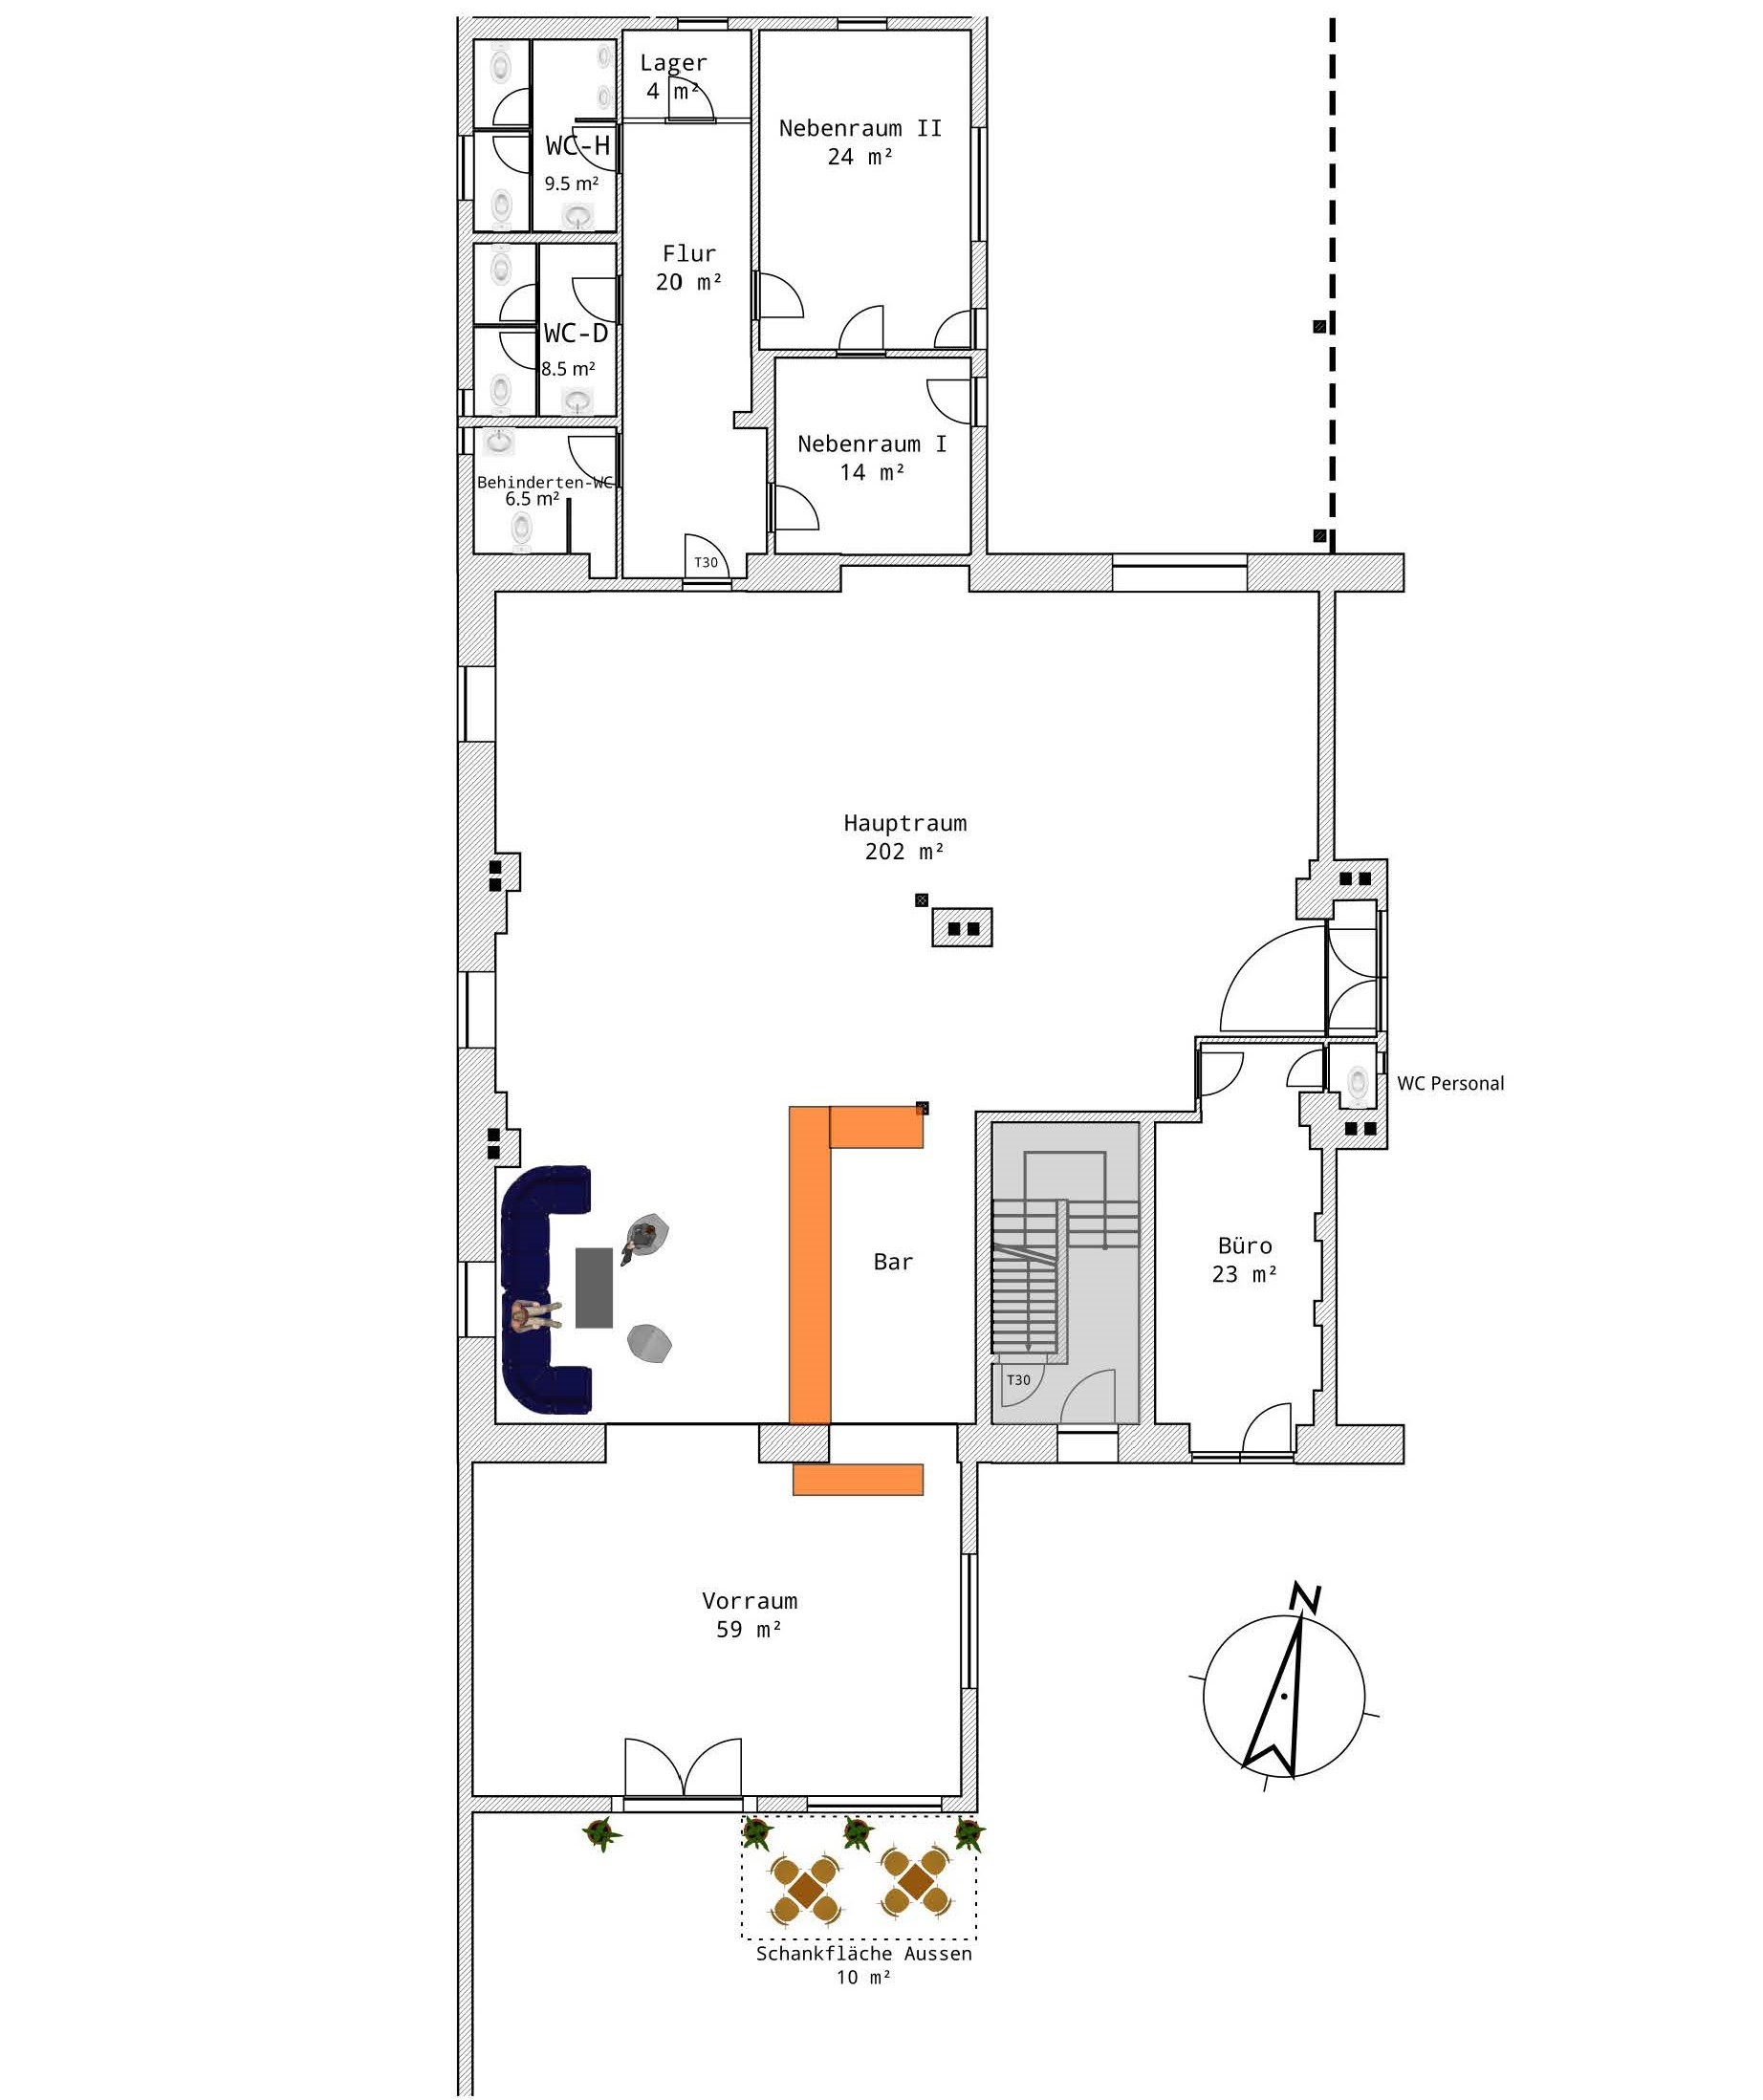 Lager
4 m²
Nebenraum II
24 m²
WC-H
9.5 m²
Flur
20 m²
WC-D
8.5 m²
Nebenraum I
14 m²
Behinderten-WC
6.5 m²
T30
Hauptraum
202 m²
WC Personal
Bar
Büro
23 m²
T30
Vorraum
59 m²
N
Schankfläche Aussen
10 m²